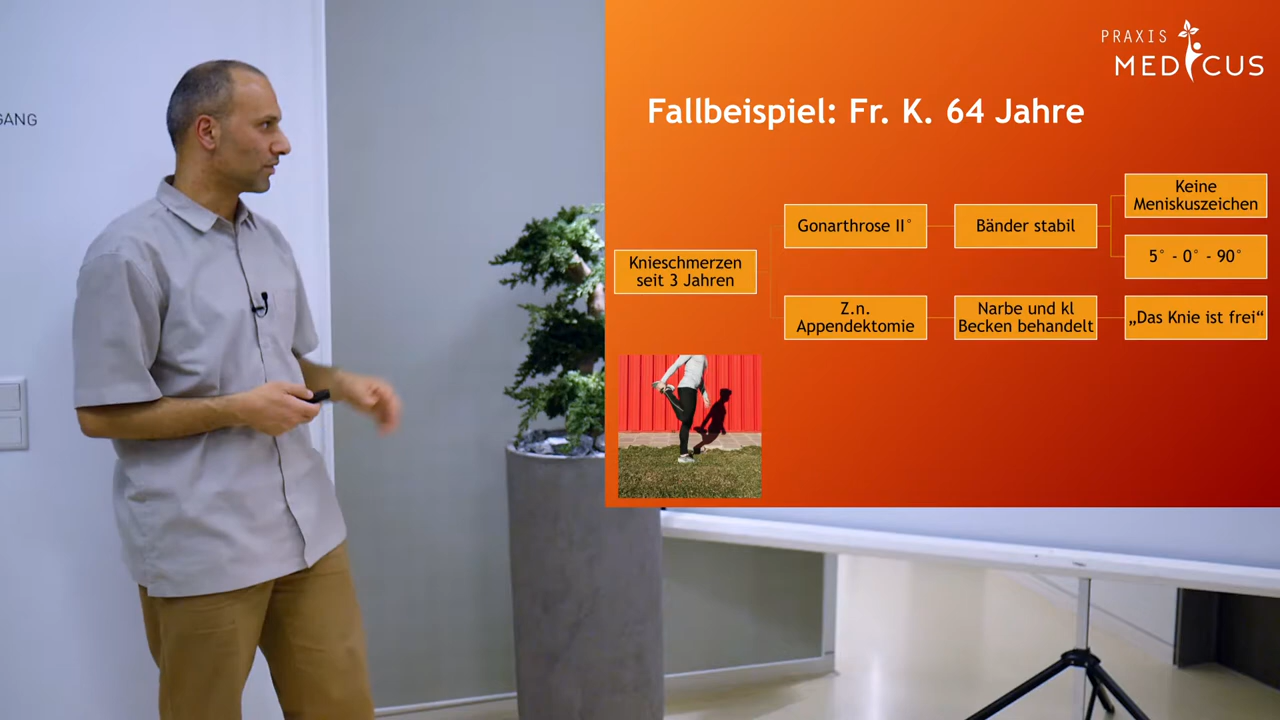 GANG
PRAXIS
MEDICUS
Fallbeispiel: Fr. K. 64 Jahre
Knieschmerzen
seit 3 Jahren
Gonarthrose II°
Bänder stabil
Keine
Meniskuszeichen
5° - 0° - 90°
Z.n.
Appendektomie
Narbe und kl
Becken behandelt
„Das Knie ist frei“